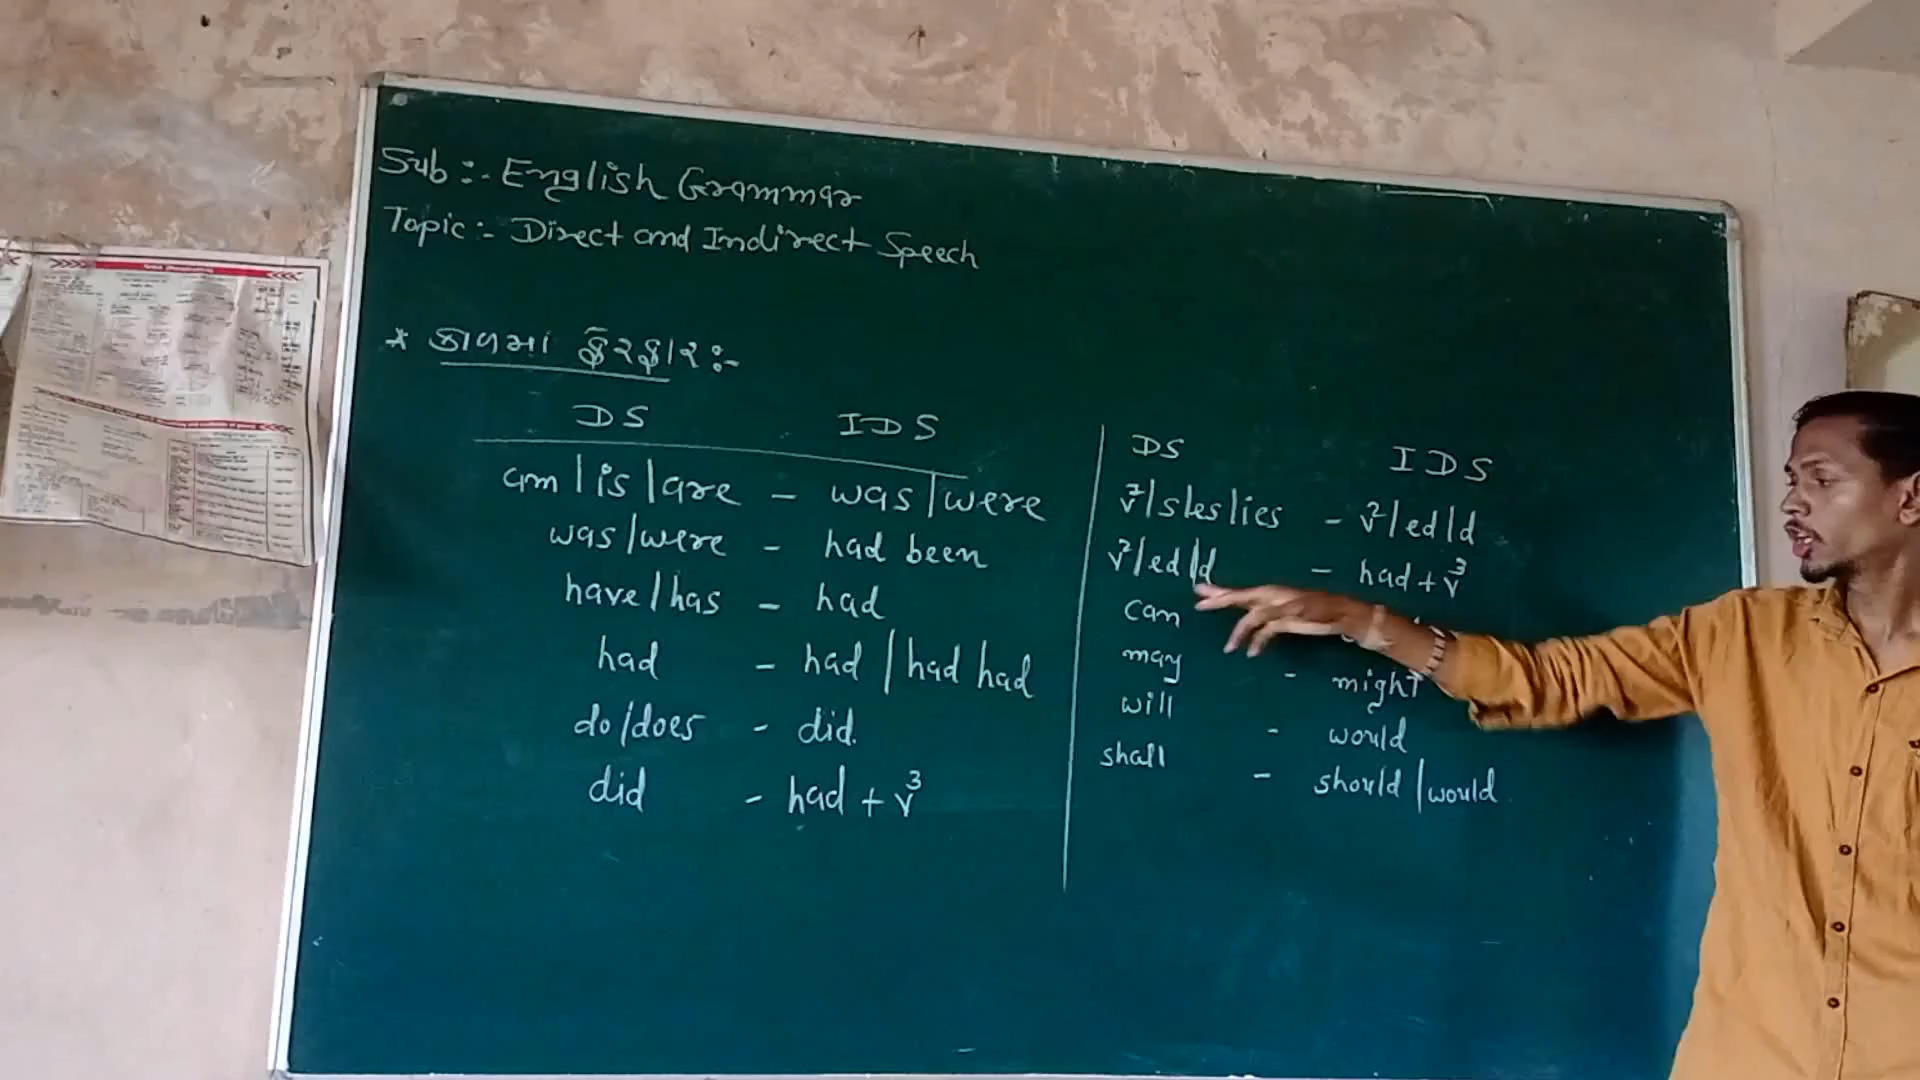 Sub :- English Grammar
Topic :- Direct and Indirect Speech
* કાળમાં ફેરફાર :-
DS IDS
am | is | are - was | were
was | were - had been
have | has - had
had - had | had had
do | does - did.
did - had + v³
DS IDS
v¹ | s | es | ies - v² | ed | d
v² | ed | d - had + v³
can
may - might
will - would
shall - should | would